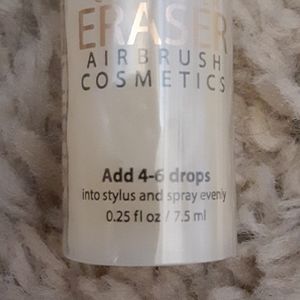 ERASER
AIRBRUSH
COSMETICS
Add 4-6 drops
into stylus and spray evenly
0.25 fl oz / 7.5 ml